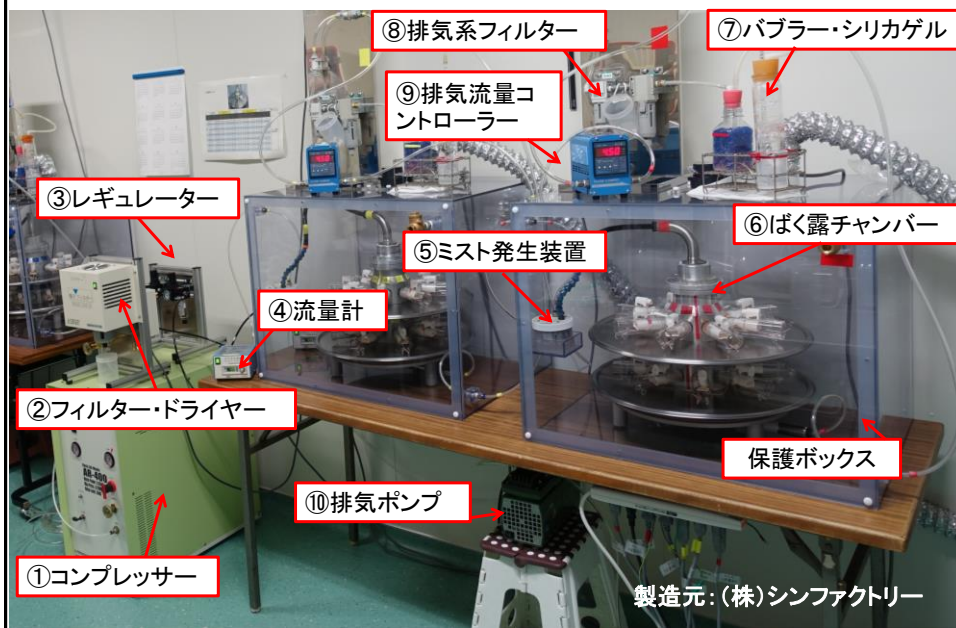 ⑧排気系フィルター
⑦バブラー・シリカゲル
⑨排気流量コ
ントローラー
③レギュレーター
⑥ばく露チャンバー
⑤ミスト発生装置
④流量計
②フィルター・ドライヤー
保護ボックス
⑩排気ポンプ
①コンプレッサー
製造元：(株)シンファクトリー
450
450
AR-400